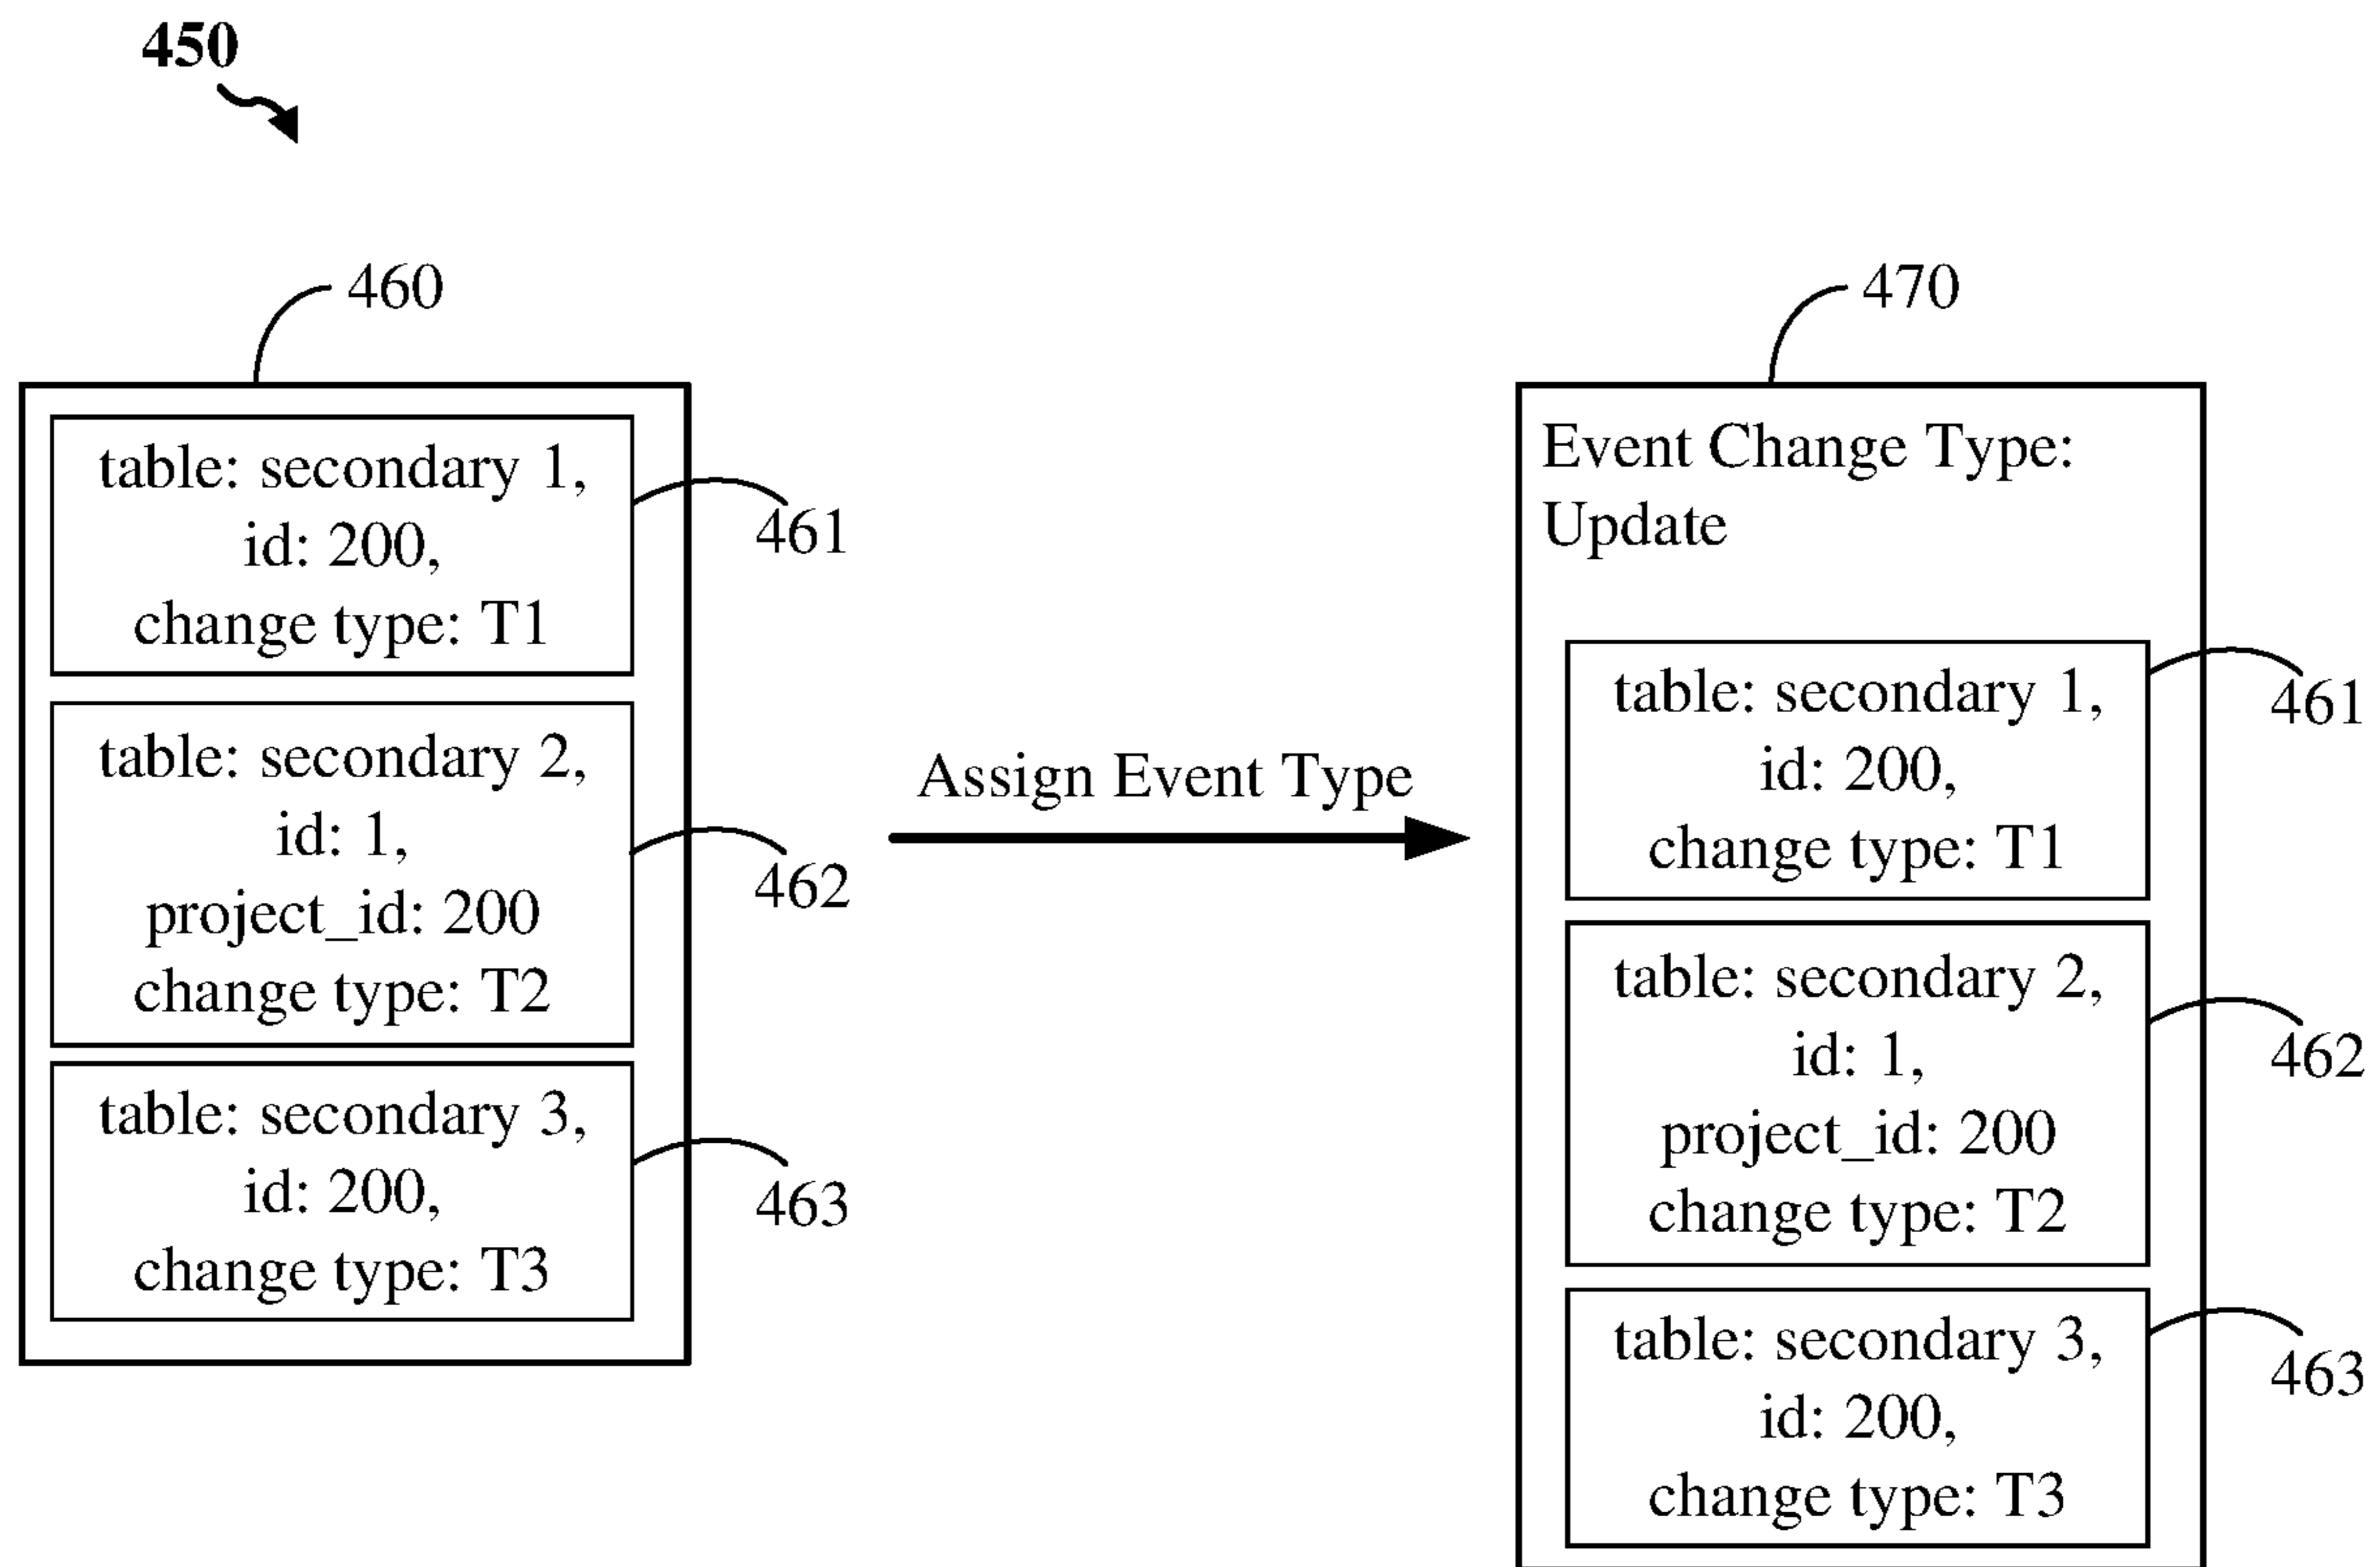 450
460
table: secondary 1,
id: 200,
change type: T1
461
table: secondary 2,
id: 1,
project_id: 200
change type: T2
462
table: secondary 3,
id: 200,
change type: T3
463
Assign Event Type
470
Event Change Type:
Update
table: secondary 1,
id: 200,
change type: T1
461
table: secondary 2,
id: 1,
project_id: 200
change type: T2
462
table: secondary 3,
id: 200,
change type: T3
463